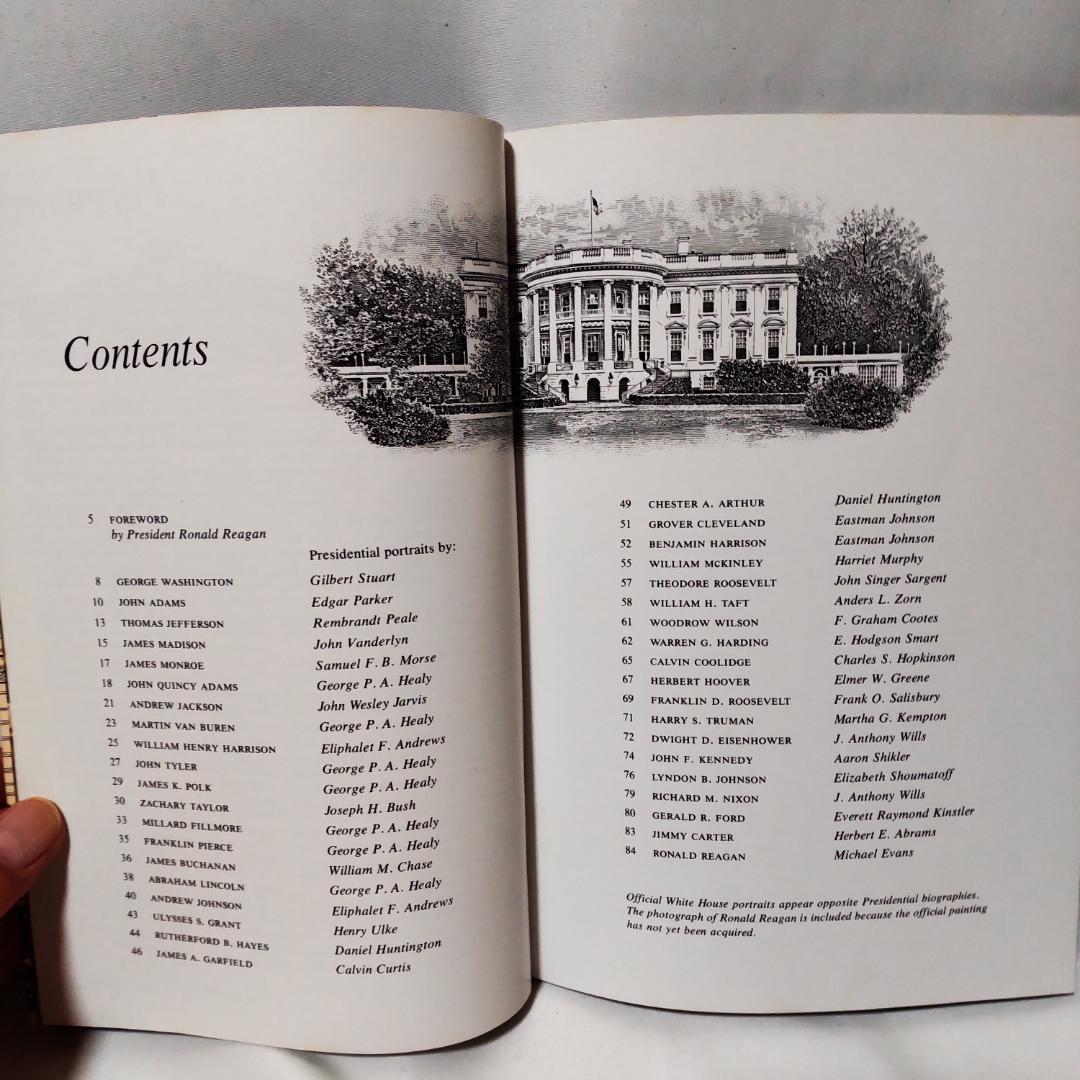 Contents
5 FOREWORD
by President Ronald Reagan
Presidential portraits by:
8 GEORGE WASHINGTON Gilbert Stuart
10 JOHN ADAMS Edgar Parker
13 THOMAS JEFFERSON Rembrandt Peale
15 JAMES MADISON John Vanderlyn
17 JAMES MONROE Samuel F. B. Morse
18 JOHN QUINCY ADAMS George P. A. Healy
21 ANDREW JACKSON John Wesley Jarvis
23 MARTIN VAN BUREN George P. A. Healy
25 WILLIAM HENRY HARRISON Eliphalet F. Andrews
27 JOHN TYLER George P. A. Healy
29 JAMES K. POLK George P. A. Healy
30 ZACHARY TAYLOR Joseph H. Bush
33 MILLARD FILLMORE George P. A. Healy
35 FRANKLIN PIERCE George P. A. Healy
36 JAMES BUCHANAN William M. Chase
38 ABRAHAM LINCOLN George P. A. Healy
40 ANDREW JOHNSON Eliphalet F. Andrews
43 ULYSSES S. GRANT Henry Ulke
44 RUTHERFORD B. HAYES Daniel Huntington
46 JAMES A. GARFIELD Calvin Curtis
49 CHESTER A. ARTHUR Daniel Huntington
51 GROVER CLEVELAND Eastman Johnson
52 BENJAMIN HARRISON Eastman Johnson
55 WILLIAM MCKINLEY Harriet Murphy
57 THEODORE ROOSEVELT John Singer Sargent
58 WILLIAM H. TAFT Anders L. Zorn
61 WOODROW WILSON F. Graham Cootes
62 WARREN G. HARDING E. Hodgson Smart
65 CALVIN COOLIDGE Charles S. Hopkinson
67 HERBERT HOOVER Elmer W. Greene
69 FRANKLIN D. ROOSEVELT Frank O. Salisbury
71 HARRY S. TRUMAN Martha G. Kempton
72 DWIGHT D. EISENHOWER J. Anthony Wills
74 JOHN F. KENNEDY Aaron Shikler
76 LYNDON B. JOHNSON Elizabeth Shoumatoff
79 RICHARD M. NIXON J. Anthony Wills
80 GERALD R. FORD Everett Raymond Kinstler
83 JIMMY CARTER Herbert E. Abrams
84 RONALD REAGAN Michael Evans
Official White House portraits appear opposite Presidential biographies.
The photograph of Ronald Reagan is included because the official painting
has not yet been acquired.